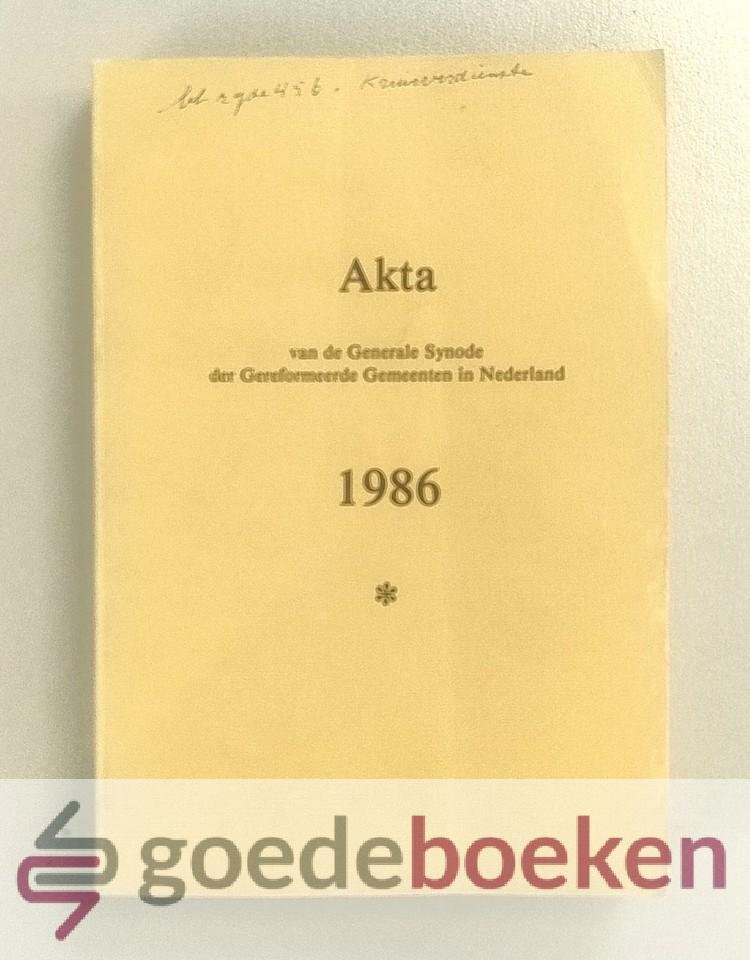 Akta
van de Generale Synode
der Gereformeerde Gemeenten in Nederland
1986
*
goedeboeken